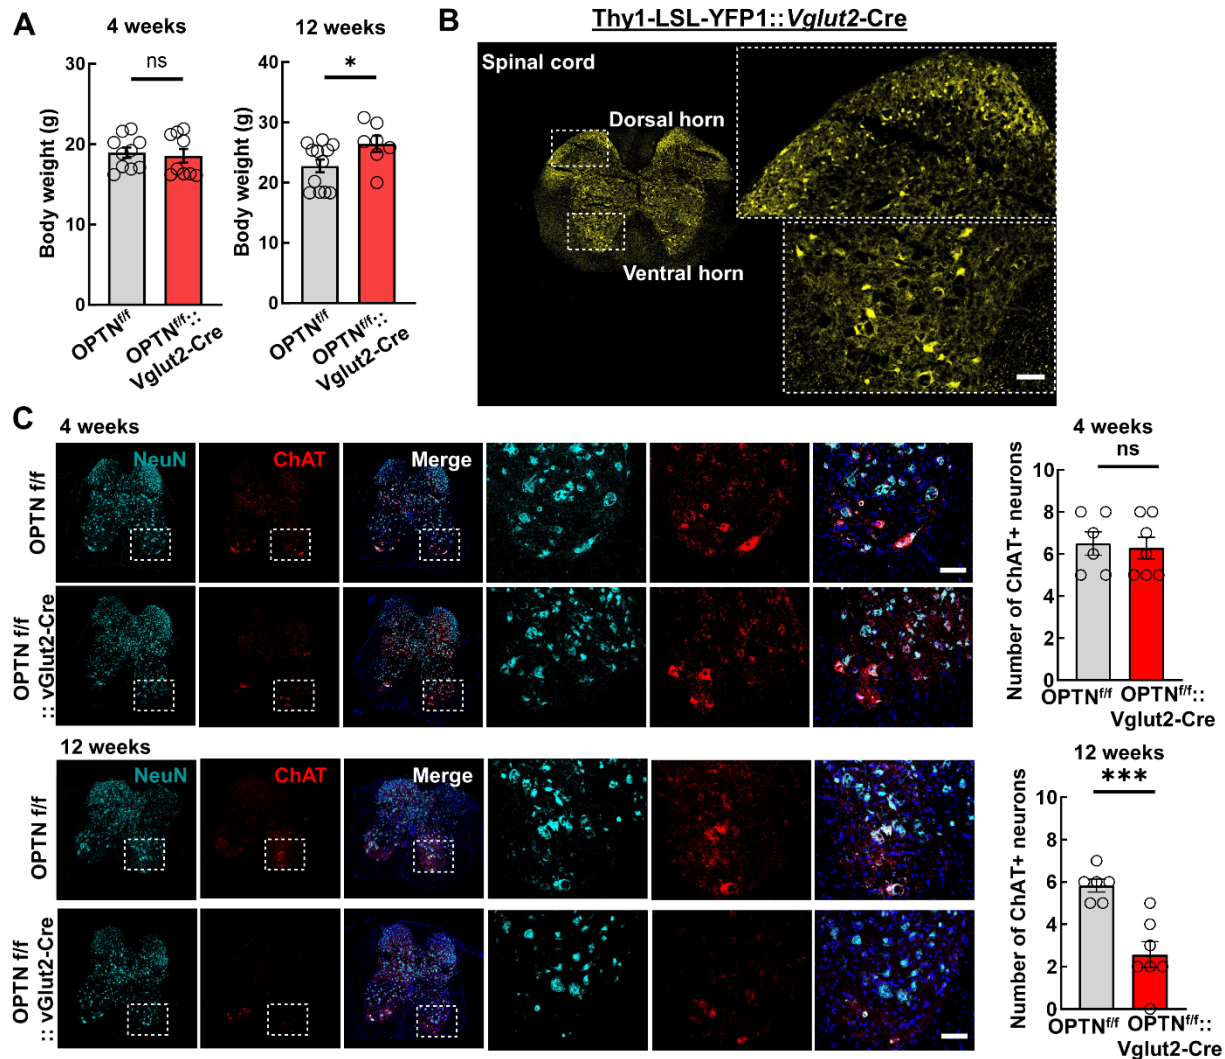 A
4 weeks
12 weeks
Body weight (g)
30
20
10
0
ns
OPTNf/f
OPTNf/f::
Vglut2-Cre
Body weight (g)
40
30
20
10
0
*
OPTNf/f
OPTNf/f::
Vglut2-Cre
B
Thy1-LSL-YFP1::Vglut2-Cre
Spinal cord
Dorsal horn
Ventral horn
C
4 weeks
OPTN f/f
NeuN
ChAT
Merge
OPTN f/f
:: vGlut2-Cre
12 weeks
OPTN f/f
NeuN
ChAT
Merge
OPTN f/f
:: vGlut2-Cre
4 weeks
ns
Number of ChAT+ neurons
10
8
6
4
2
0
OPTNf/f
OPTNf/f::
Vglut2-Cre
12 weeks
***
Number of ChAT+ neurons
10
8
6
4
2
0
OPTNf/f
OPTNf/f::
Vglut2-Cre